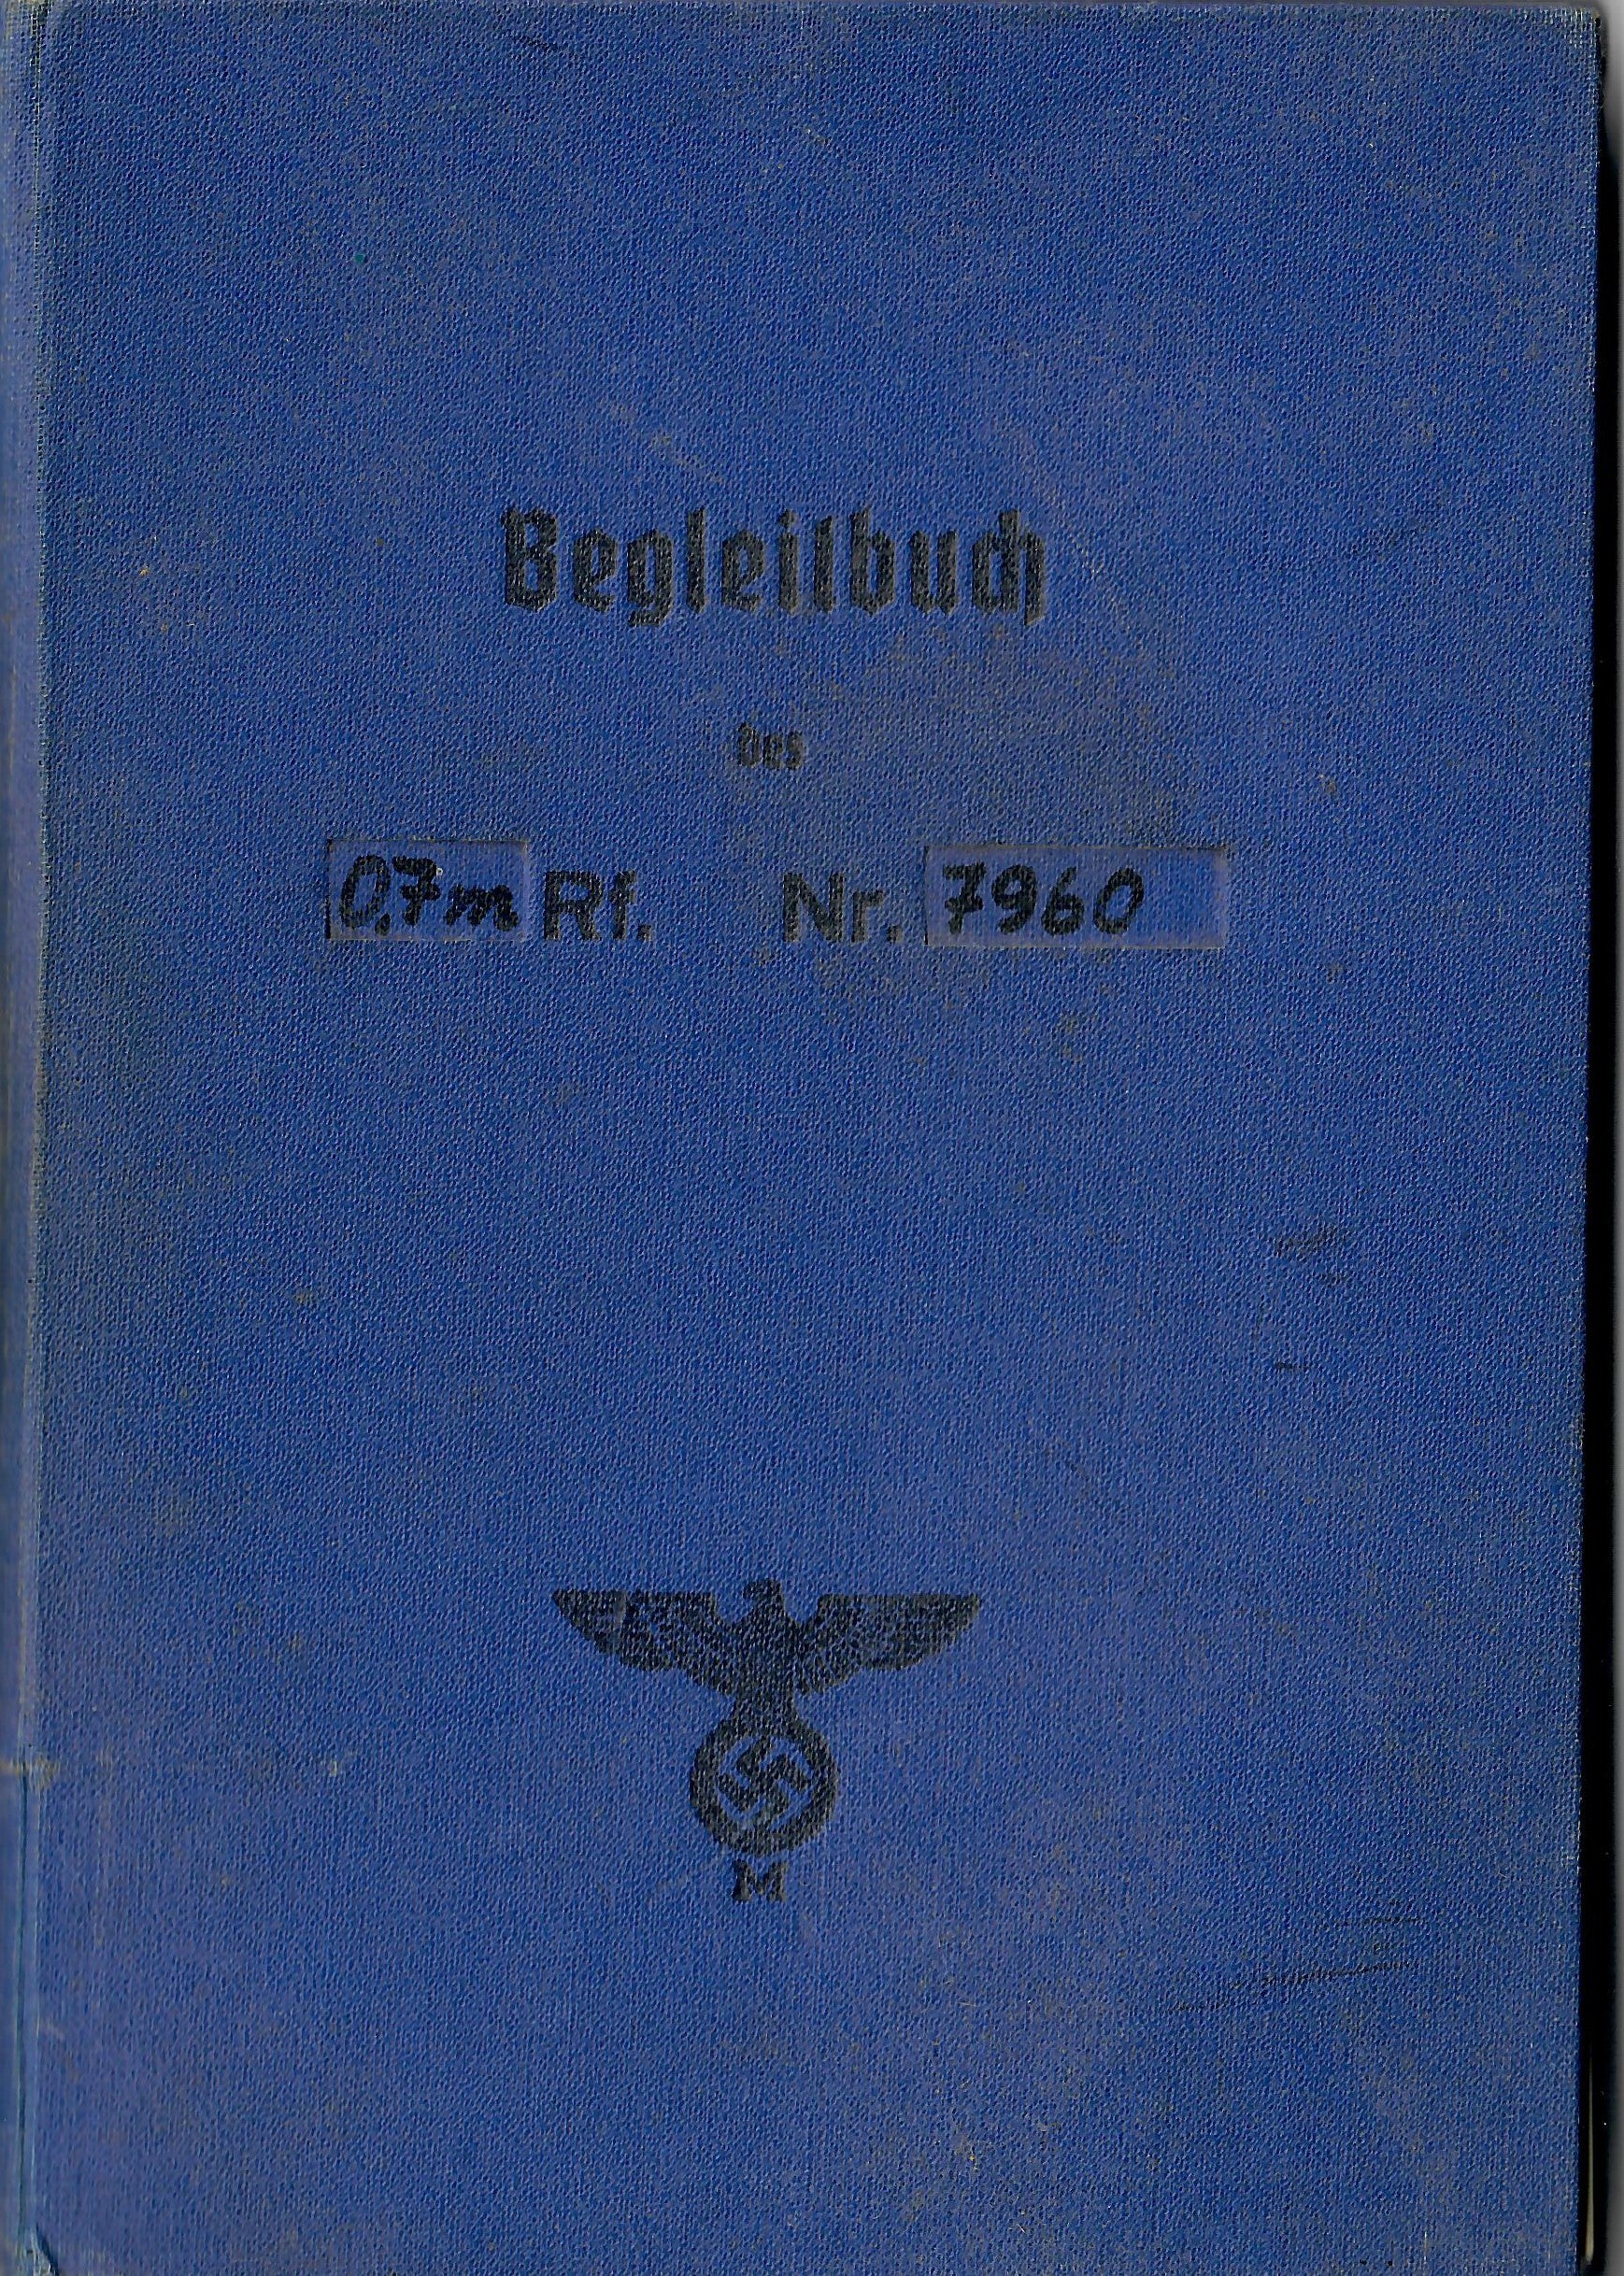 Begleitbuch
des
0,7m Rf. Nr. 7960
M